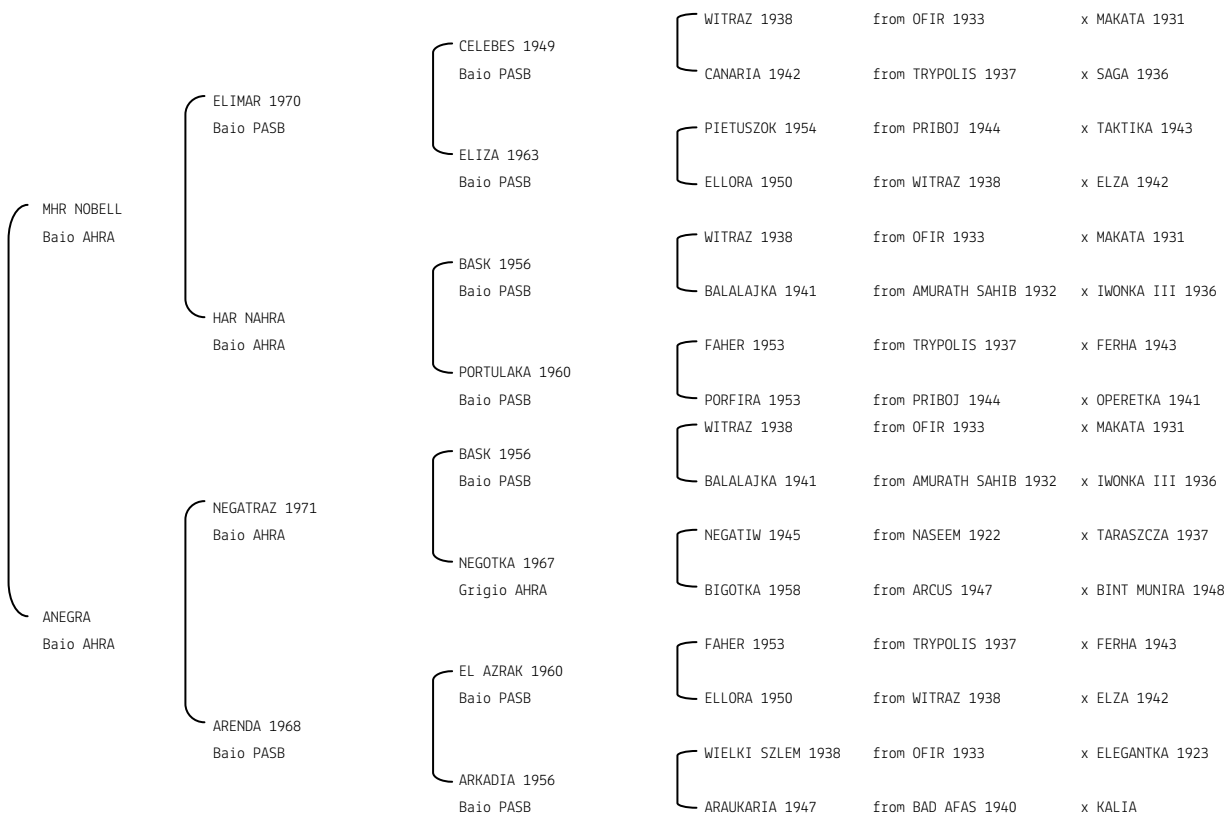 WITRAZ 1938 from OFIR 1933 x MAKATA 1931
CELEBES 1949
Baio PASB
CANARIA 1942 from TRYPOLIS 1937 x SAGA 1936
ELIMAR 1970
Baio PASB
PIETUSZOK 1954 from PRIBOJ 1944 x TAKTIKA 1943
ELIZA 1963
Baio PASB
ELLORA 1950 from WITRAZ 1938 x ELZA 1942
MHR NOBELL
Baio AHRA
WITRAZ 1938 from OFIR 1933 x MAKATA 1931
BASK 1956
Baio PASB
BALALAJKA 1941 from AMURATH SAHIB 1932 x IWONKA III 1936
HAR NAHRA
Baio AHRA
FAHER 1953 from TRYPOLIS 1937 x FERHA 1943
PORTULAKA 1960
Baio PASB
PORFIRA 1953 from PRIBOJ 1944 x OPERETKA 1941
WITRAZ 1938 from OFIR 1933 x MAKATA 1931
BASK 1956
Baio PASB
BALALAJKA 1941 from AMURATH SAHIB 1932 x IWONKA III 1936
NEGATRAZ 1971
Baio AHRA
NEGATIW 1945 from NASEEM 1922 x TARASZCZA 1937
NEGOTKA 1967
Grigio AHRA
BIGOTKA 1958 from ARCUS 1947 x BINT MUNIRA 1948
ANEGRA
Baio AHRA
FAHER 1953 from TRYPOLIS 1937 x FERHA 1943
EL AZRAK 1960
Baio PASB
ELLORA 1950 from WITRAZ 1938 x ELZA 1942
ARENDA 1968
Baio PASB
WIELKI SZLEM 1938 from OFIR 1933 x ELEGANTKA 1923
ARKADIA 1956
Baio PASB
ARAUKARIA 1947 from BAD AFAS 1940 x KALIA